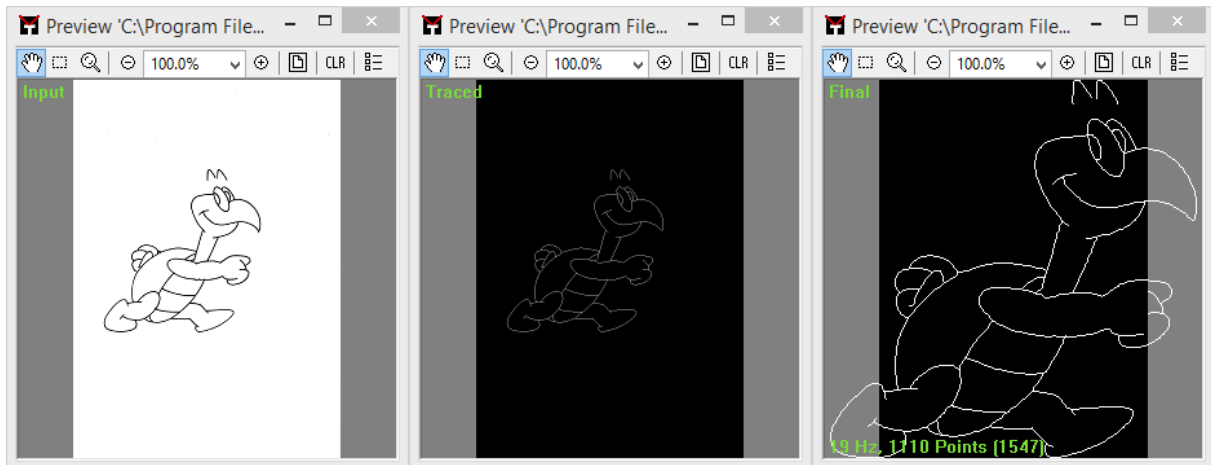 Preview 'C:\Program File...
100.0%
CLR
Input
Preview 'C:\Program File...
100.0%
CLR
Traced
Preview 'C:\Program File...
100.0%
CLR
Final
19 Hz, 1110 Points (1547)